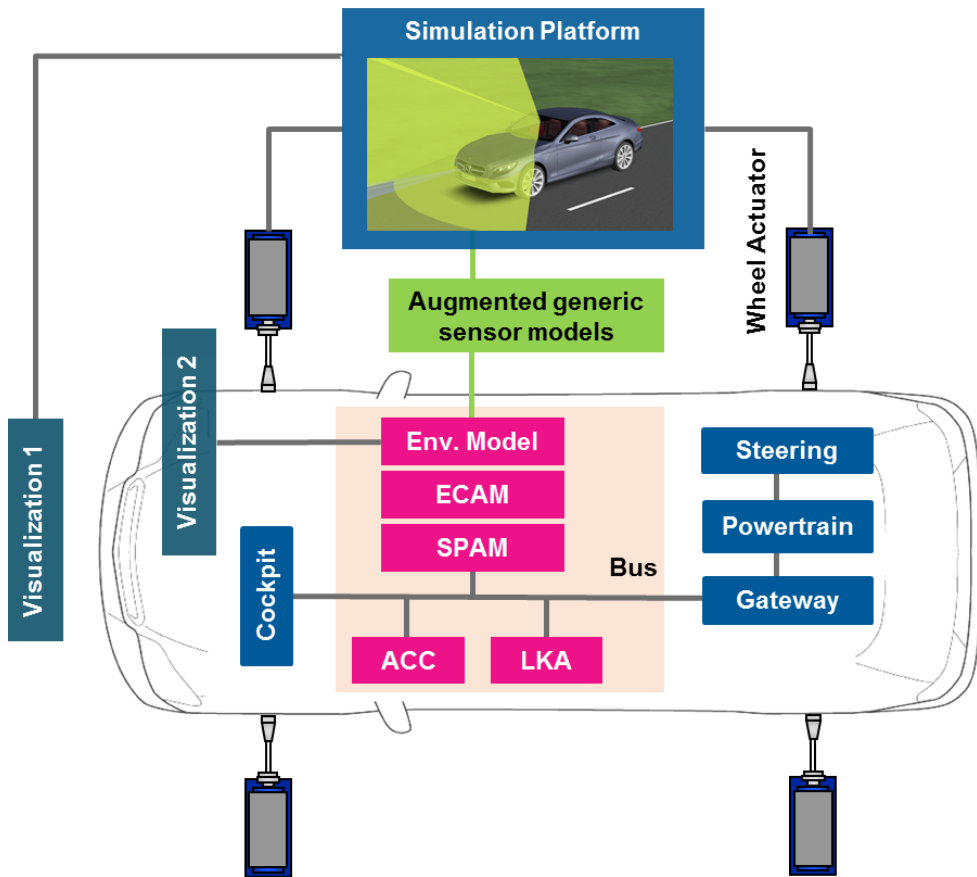 Simulation Platform
Wheel Actuator
Augmented generic
sensor models
Visualization 1
Visualization 2
Env. Model
ECAM
SPAM
Steering
Powertrain
Bus
Gateway
Cockpit
ACC
LKA